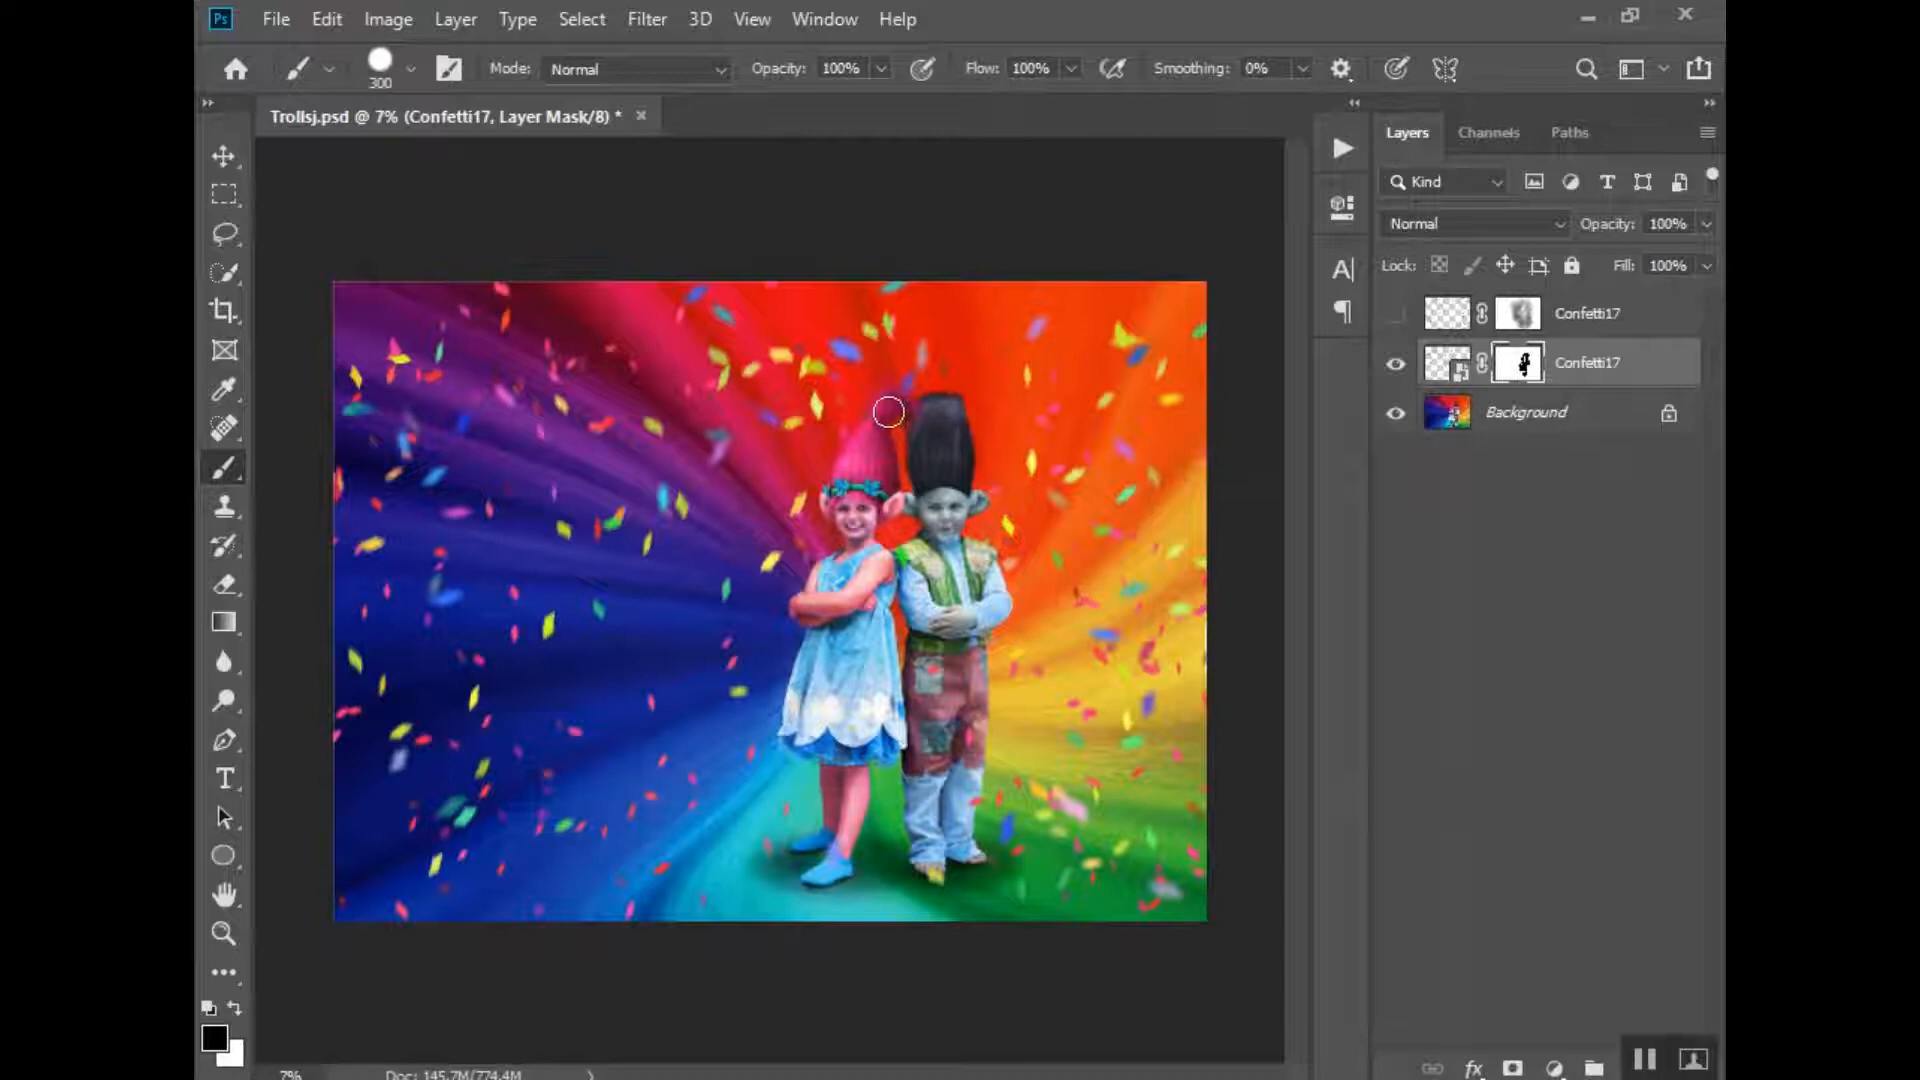 Ps File Edit Image Layer Type Select Filter 3D View Window Help
300 Mode: Normal Opacity: 100% Flow: 100% Smoothing: 0%
Trollsj.psd @ 7% (Confetti17, Layer Mask/8) * ×
Layers Channels Paths
Kind
Normal Opacity: 100%
Lock: Fill: 100%
Confetti17
Confetti17
Background
7% Doc: 145.7M/774.4M